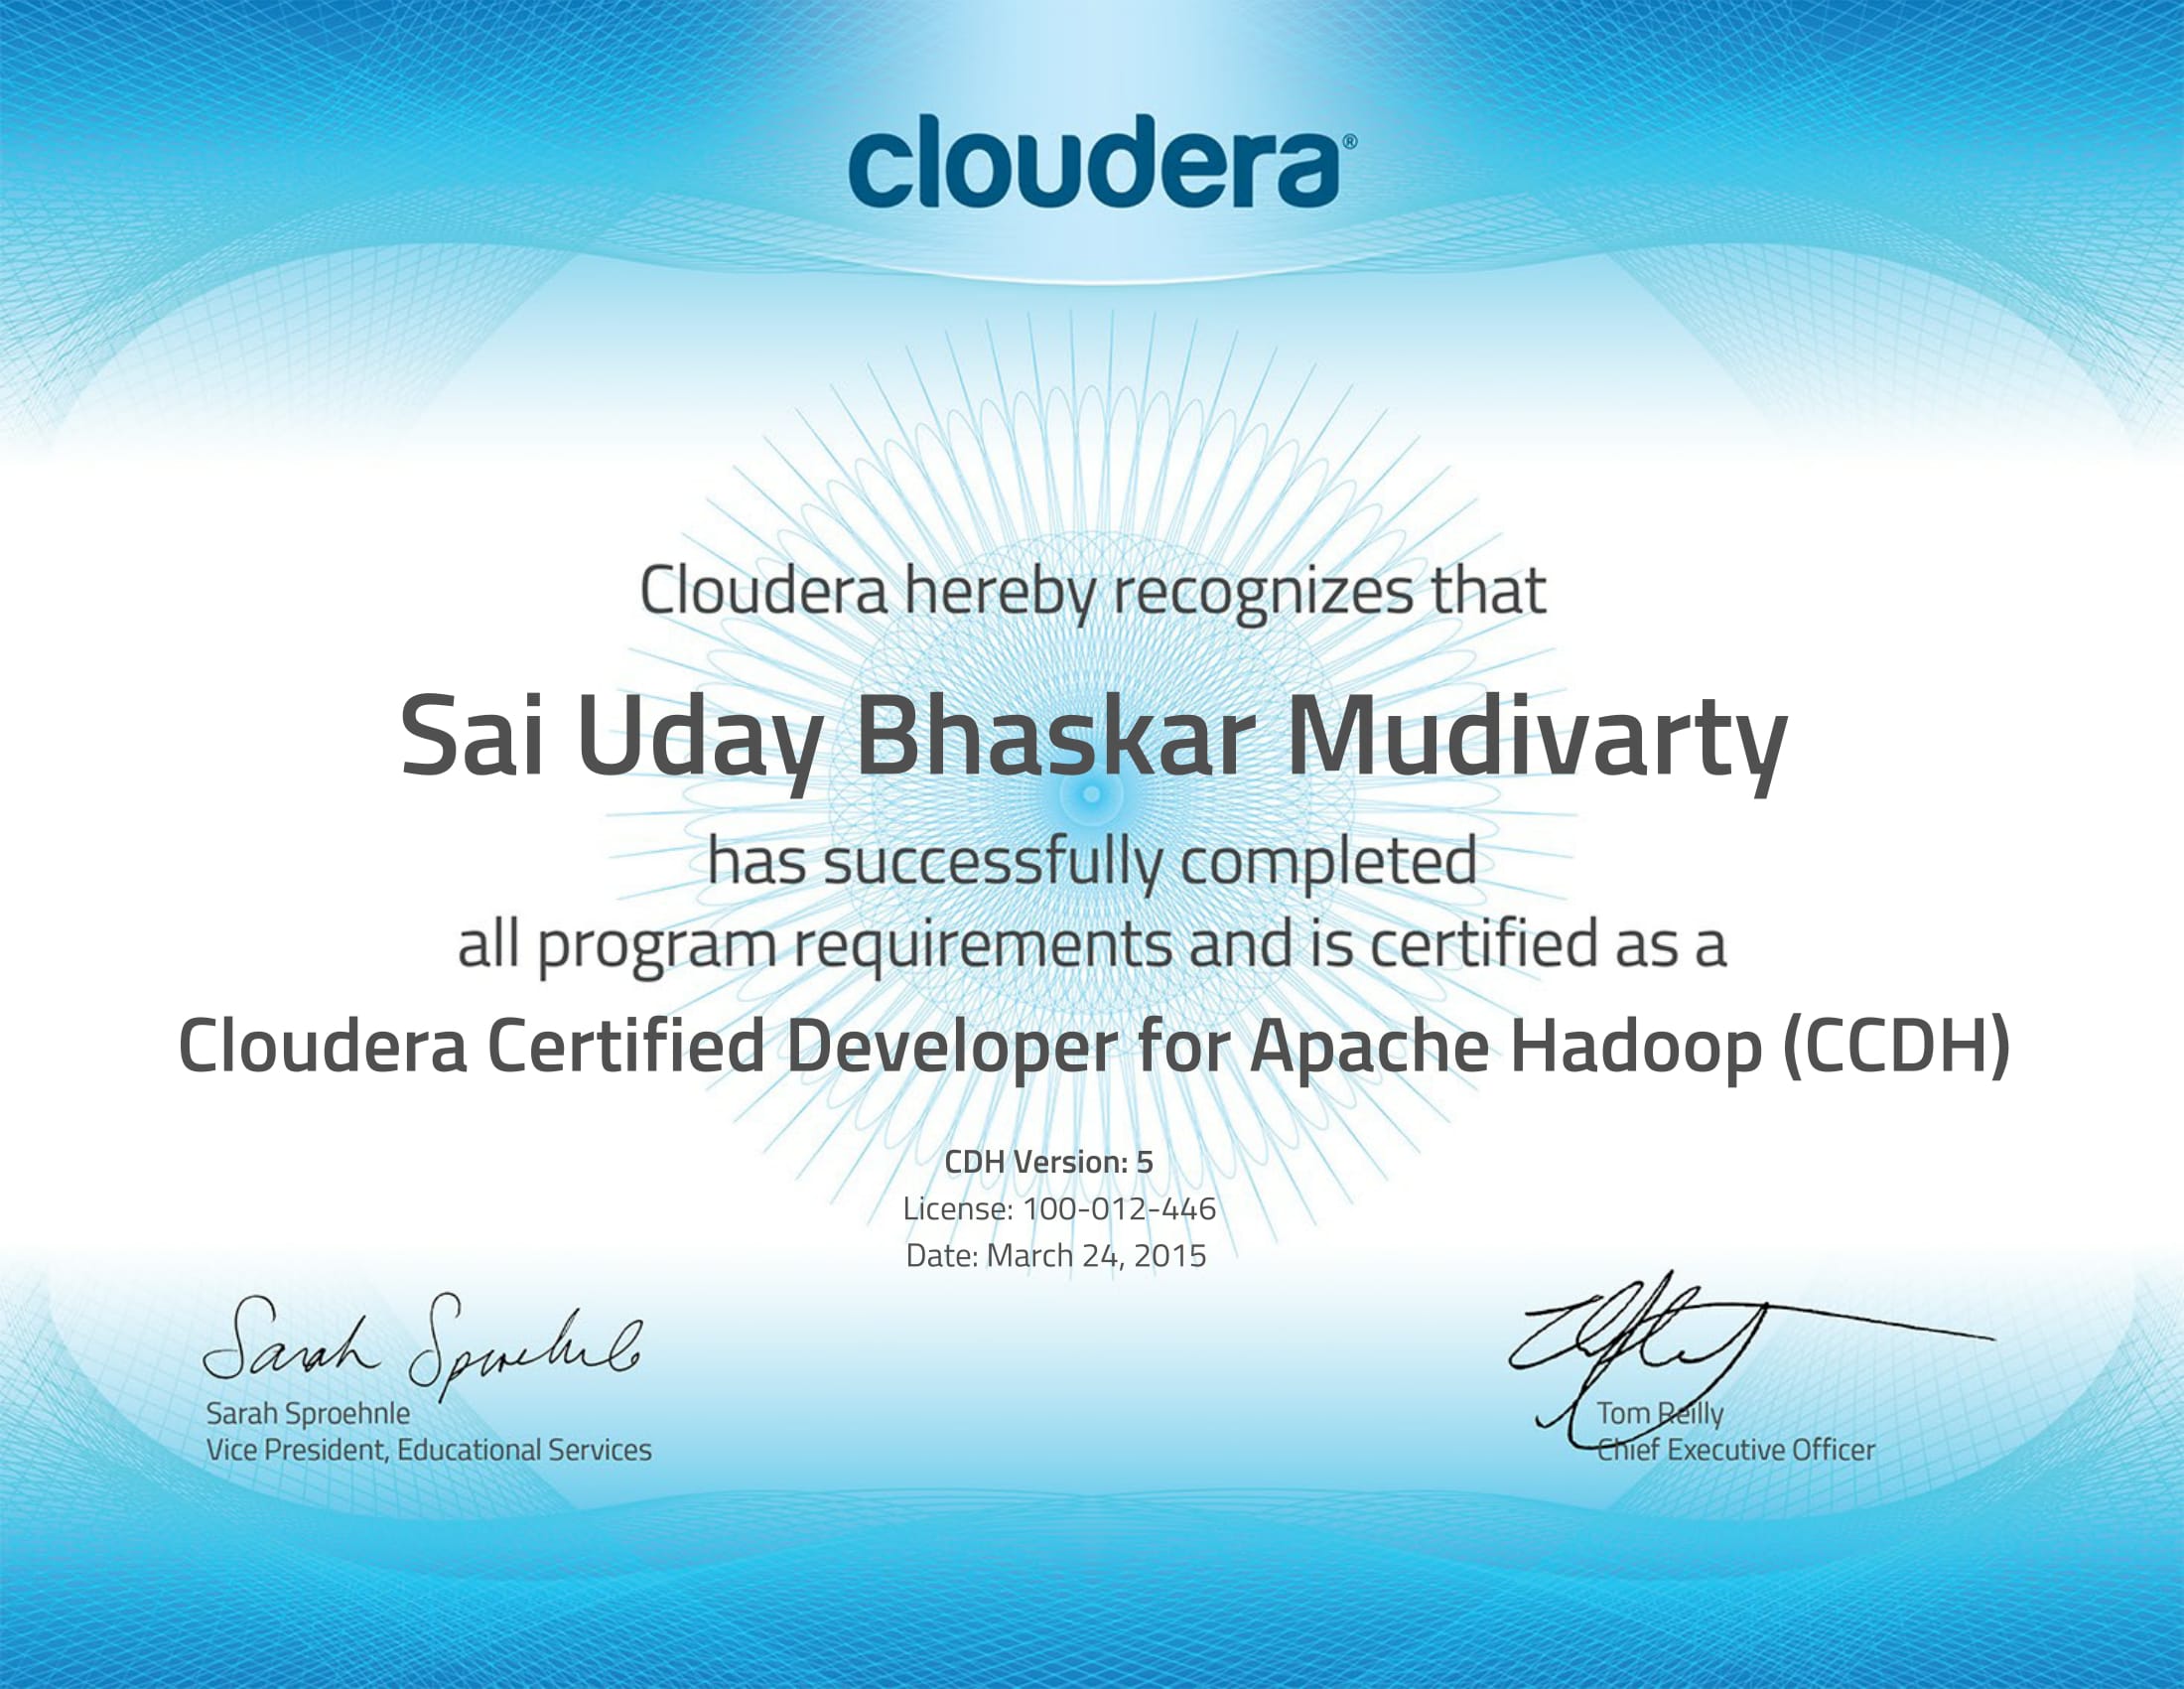 cloudera®
Cloudera hereby recognizes that
Sai Uday Bhaskar Mudivarty
has successfully completed
all program requirements and is certified as a
Cloudera Certified Developer for Apache Hadoop (CCDH)
CDH Version: 5
License: 100-012-446
Date: March 24, 2015
Sarah Sproehnle
Sarah Sproehnle
Vice President, Educational Services
Tom Reilly
Chief Executive Officer